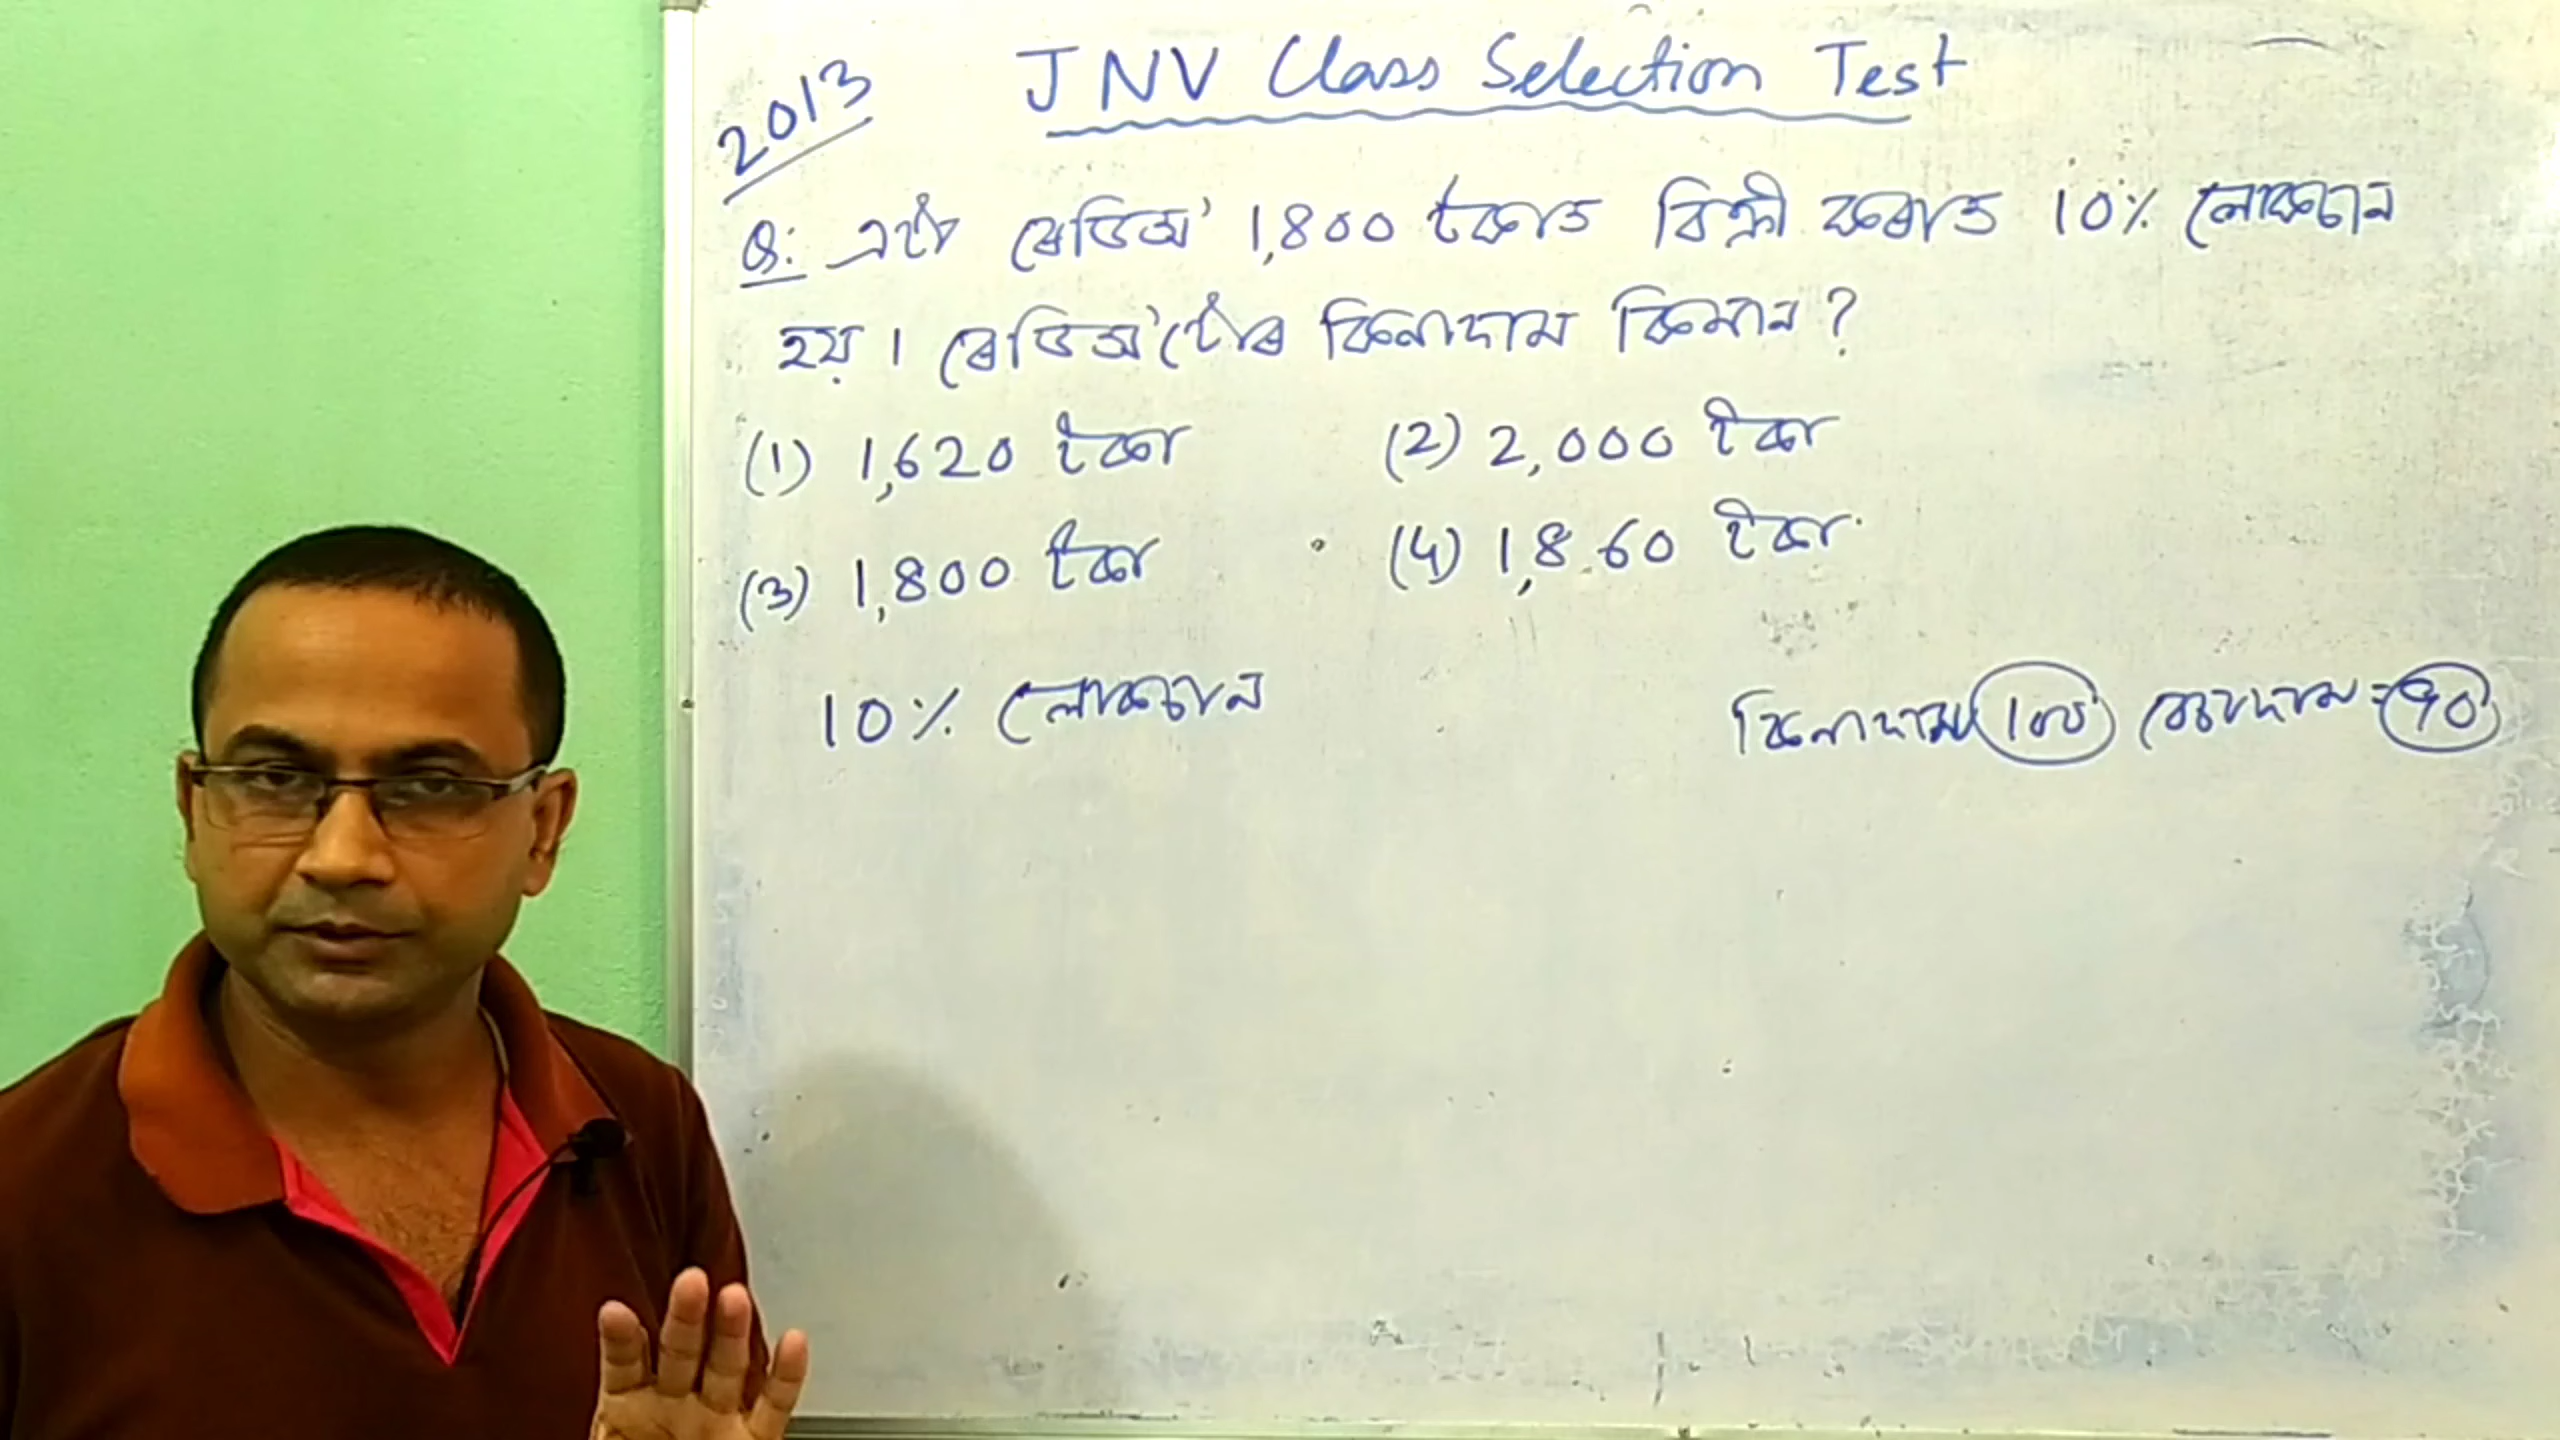 2013
JNV Class Selection Test
Q: এটা ৰেডিঅ' 1,800 টকাত বিক্ৰী কৰাত 10% লোকচান
হয়। ৰেডিঅ'টোৰ কিনাদাম কিমান?
(1) 1,620 টকা (2) 2,000 টকা
(3) 1,800 টকা (4) 1,860 টকা
10% লোকচান কিনাদাম 100 বেচাদাম = 90